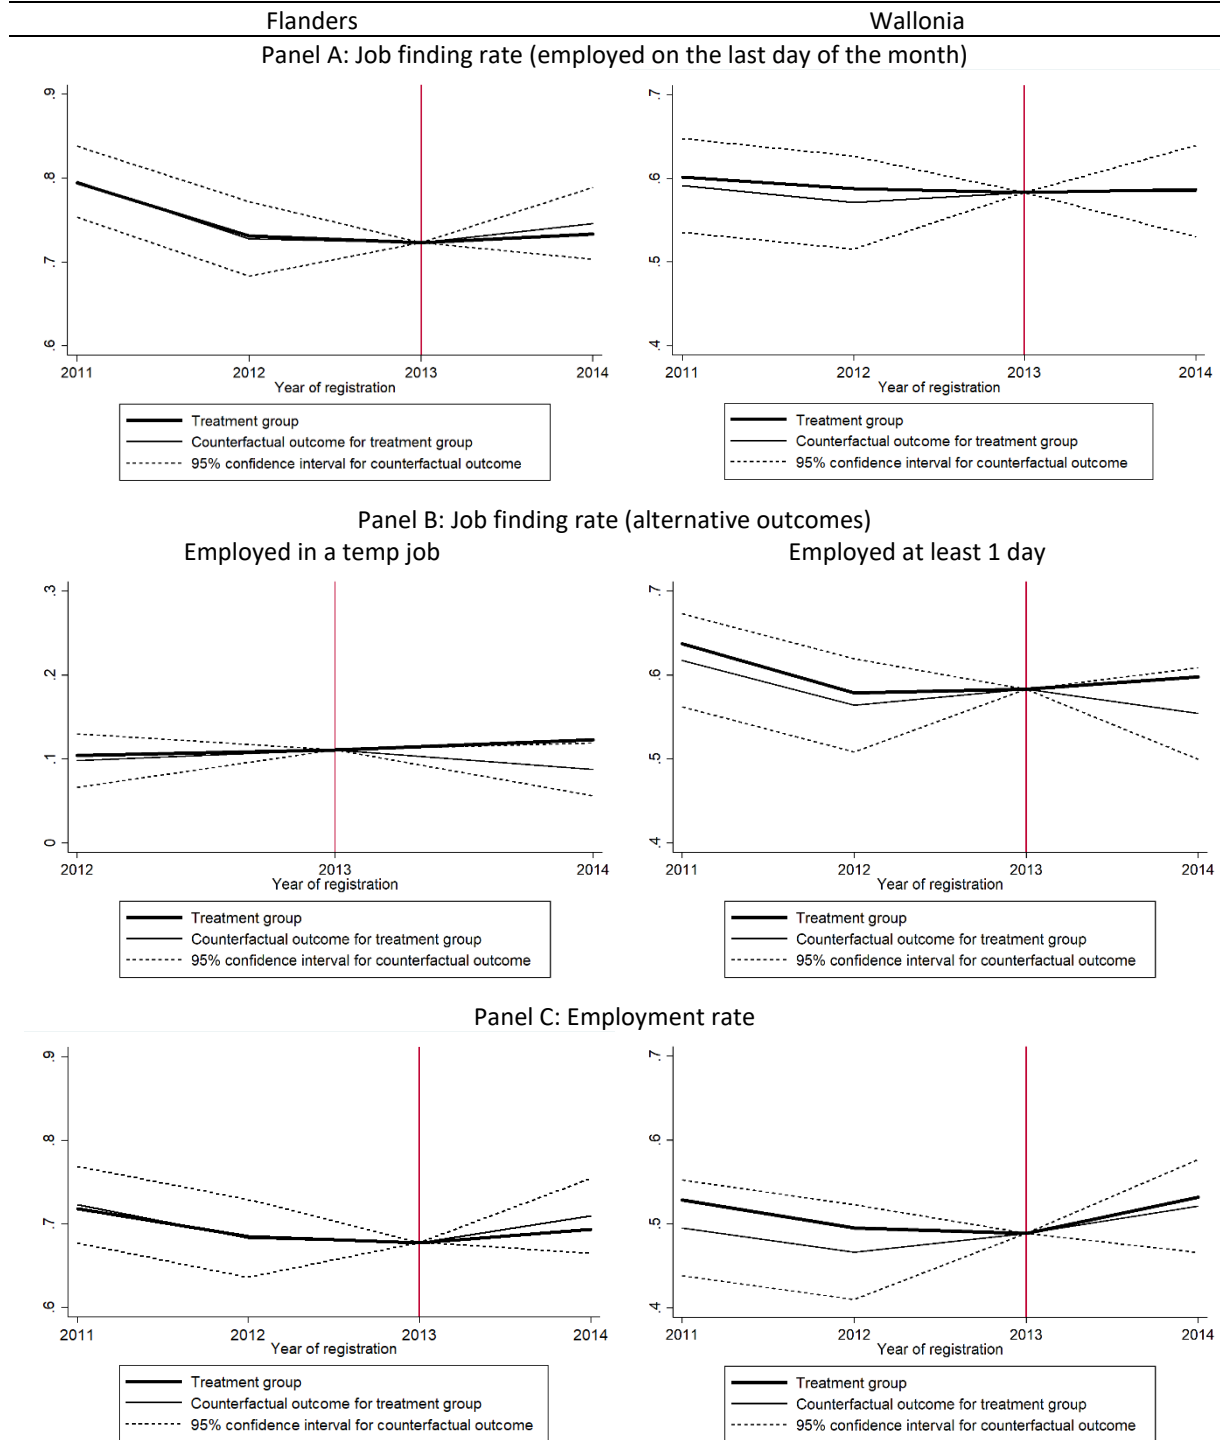 Flanders Wallonia
Panel A: Job finding rate (employed on the last day of the month)
.9
.8
.7
.6
2011 2012 2013 2014
Year of registration
Treatment group
Counterfactual outcome for treatment group
95% confidence interval for counterfactual outcome
.7
.6
.5
.4
2011 2012 2013 2014
Year of registration
Treatment group
Counterfactual outcome for treatment group
95% confidence interval for counterfactual outcome
Panel B: Job finding rate (alternative outcomes)
Employed in a temp job Employed at least 1 day
.3
.2
.1
0
2012 2013 2014
Year of registration
Treatment group
Counterfactual outcome for treatment group
95% confidence interval for counterfactual outcome
.7
.6
.5
.4
2011 2012 2013 2014
Year of registration
Treatment group
Counterfactual outcome for treatment group
95% confidence interval for counterfactual outcome
Panel C: Employment rate
.9
.8
.7
.6
2011 2012 2013 2014
Year of registration
Treatment group
Counterfactual outcome for treatment group
95% confidence interval for counterfactual outcome
.7
.6
.5
.4
2011 2012 2013 2014
Year of registration
Treatment group
Counterfactual outcome for treatment group
95% confidence interval for counterfactual outcome